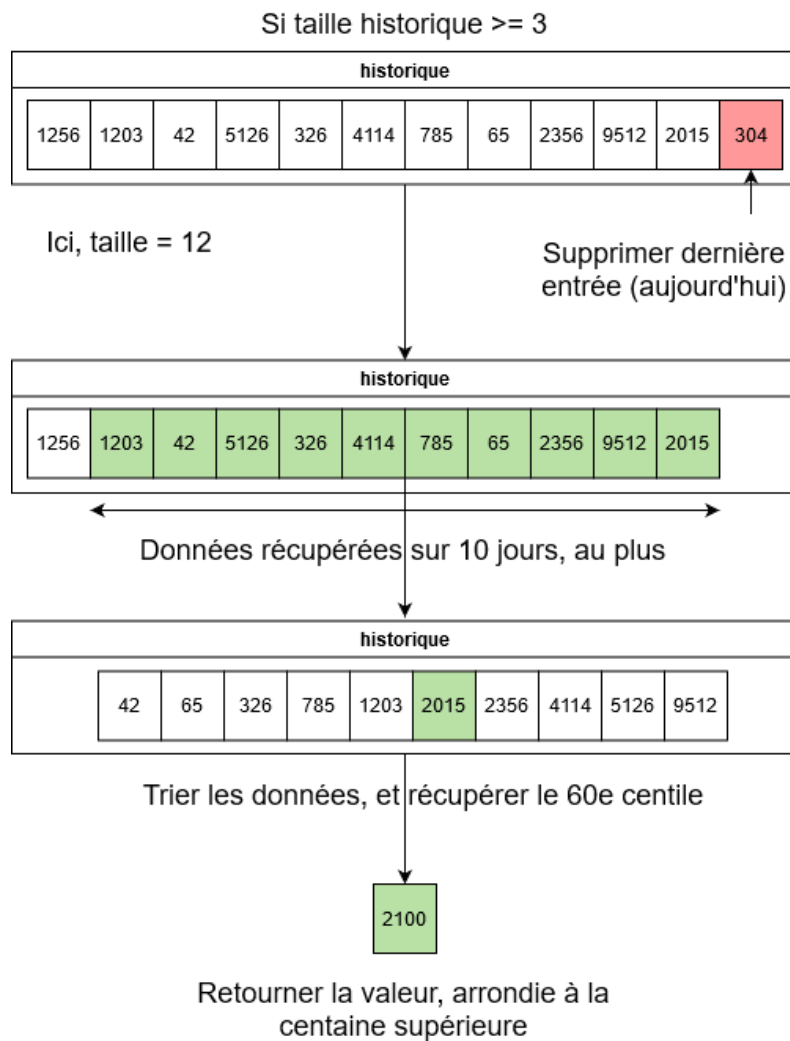 Si taille historique >= 3
historique
1256 1203 42 5126 326 4114 785 65 2356 9512 2015 304
Ici, taille = 12
Supprimer dernière
entrée (aujourd'hui)
historique
1256 1203 42 5126 326 4114 785 65 2356 9512 2015
Données récupérées sur 10 jours, au plus
historique
42 65 326 785 1203 2015 2356 4114 5126 9512
Trier les données, et récupérer le 60e centile
2100
Retourner la valeur, arrondie à la
centaine supérieure